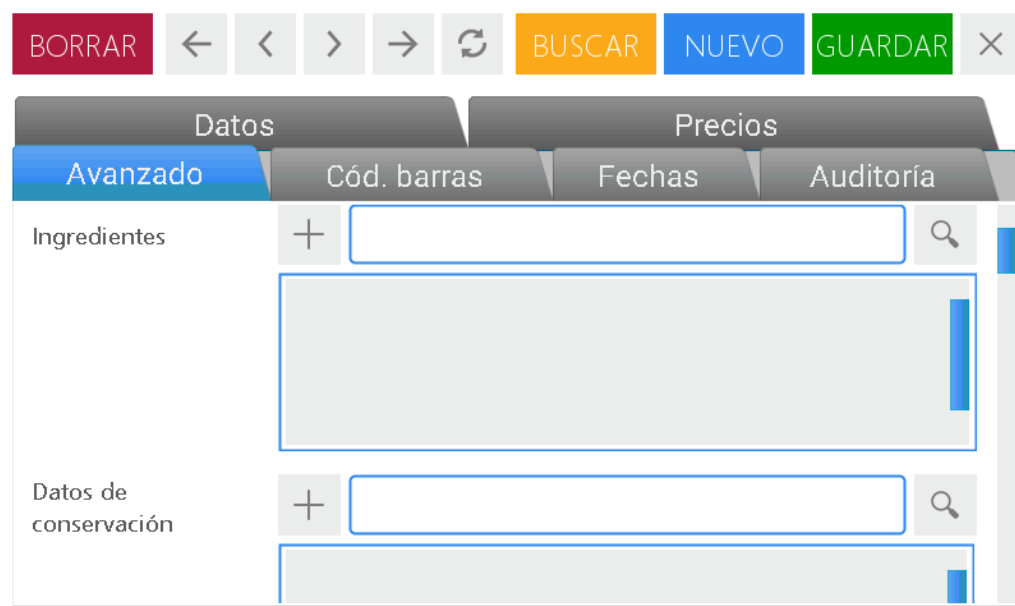 BORRAR BUSCAR NUEVO GUARDAR
Datos Precios
Avanzado Cód. barras Fechas Auditoría
Ingredientes
Datos de
conservación